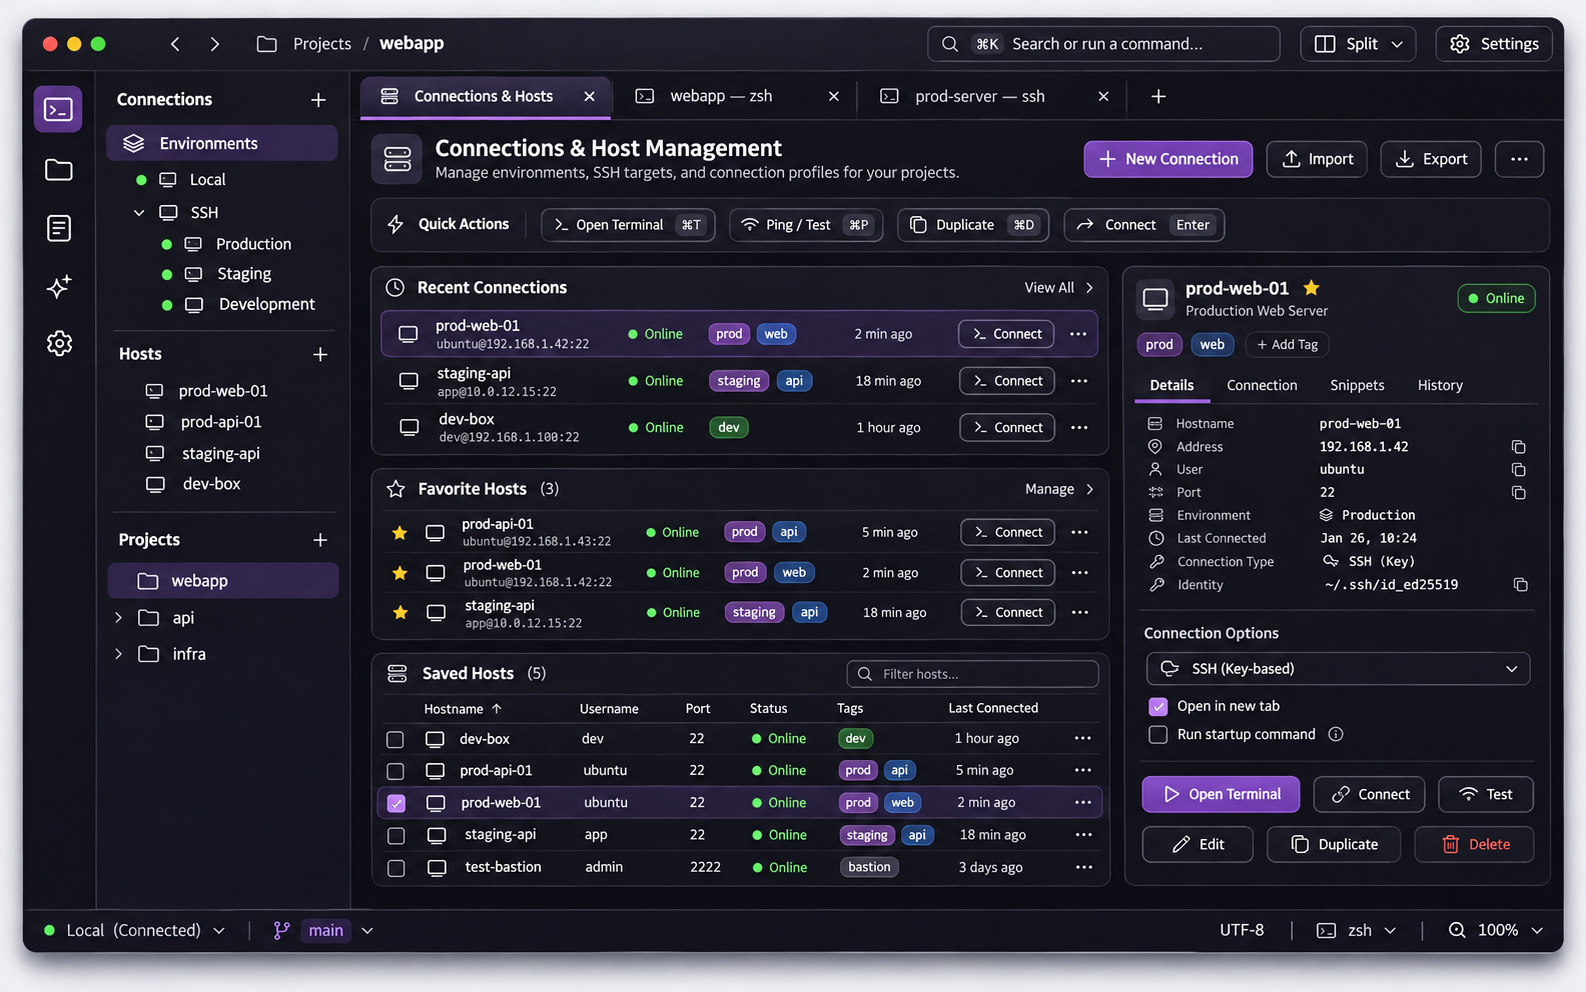 Projects / webapp
⌘K Search or run a command...
Split
Settings
Connections
Environments
Local
SSH
Production
Staging
Development
Hosts
prod-web-01
prod-api-01
staging-api
dev-box
Projects
webapp
api
infra
Connections & Hosts
webapp — zsh
prod-server — ssh
Connections & Host Management
Manage environments, SSH targets, and connection profiles for your projects.
New Connection
Import
Export
Quick Actions
Open Terminal ⌘T
Ping / Test ⌘P
Duplicate ⌘D
Connect Enter
Recent Connections
View All
prod-web-01
ubuntu@192.168.1.42:22
Online prod web 2 min ago Connect
staging-api
app@10.0.12.15:22
Online staging api 18 min ago Connect
dev-box
dev@192.168.1.100:22
Online dev 1 hour ago Connect
Favorite Hosts (3)
Manage
prod-api-01
ubuntu@192.168.1.43:22
Online prod api 5 min ago Connect
prod-web-01
ubuntu@192.168.1.42:22
Online prod web 2 min ago Connect
staging-api
app@10.0.12.15:22
Online staging api 18 min ago Connect
Saved Hosts (5)
Filter hosts...
Hostname ↑ Username Port Status Tags Last Connected
dev-box dev 22 Online dev 1 hour ago
prod-api-01 ubuntu 22 Online prod api 5 min ago
prod-web-01 ubuntu 22 Online prod web 2 min ago
staging-api app 22 Online staging api 18 min ago
test-bastion admin 2222 Online bastion 3 days ago
prod-web-01
Production Web Server
Online
prod web + Add Tag
Details Connection Snippets History
Hostname prod-web-01
Address 192.168.1.42
User ubuntu
Port 22
Environment Production
Last Connected Jan 26, 10:24
Connection Type SSH (Key)
Identity ~/.ssh/id_ed25519
Connection Options
SSH (Key-based)
Open in new tab
Run startup command
Open Terminal
Connect
Test
Edit
Duplicate
Delete
Local (Connected)
main
UTF-8
zsh
100%